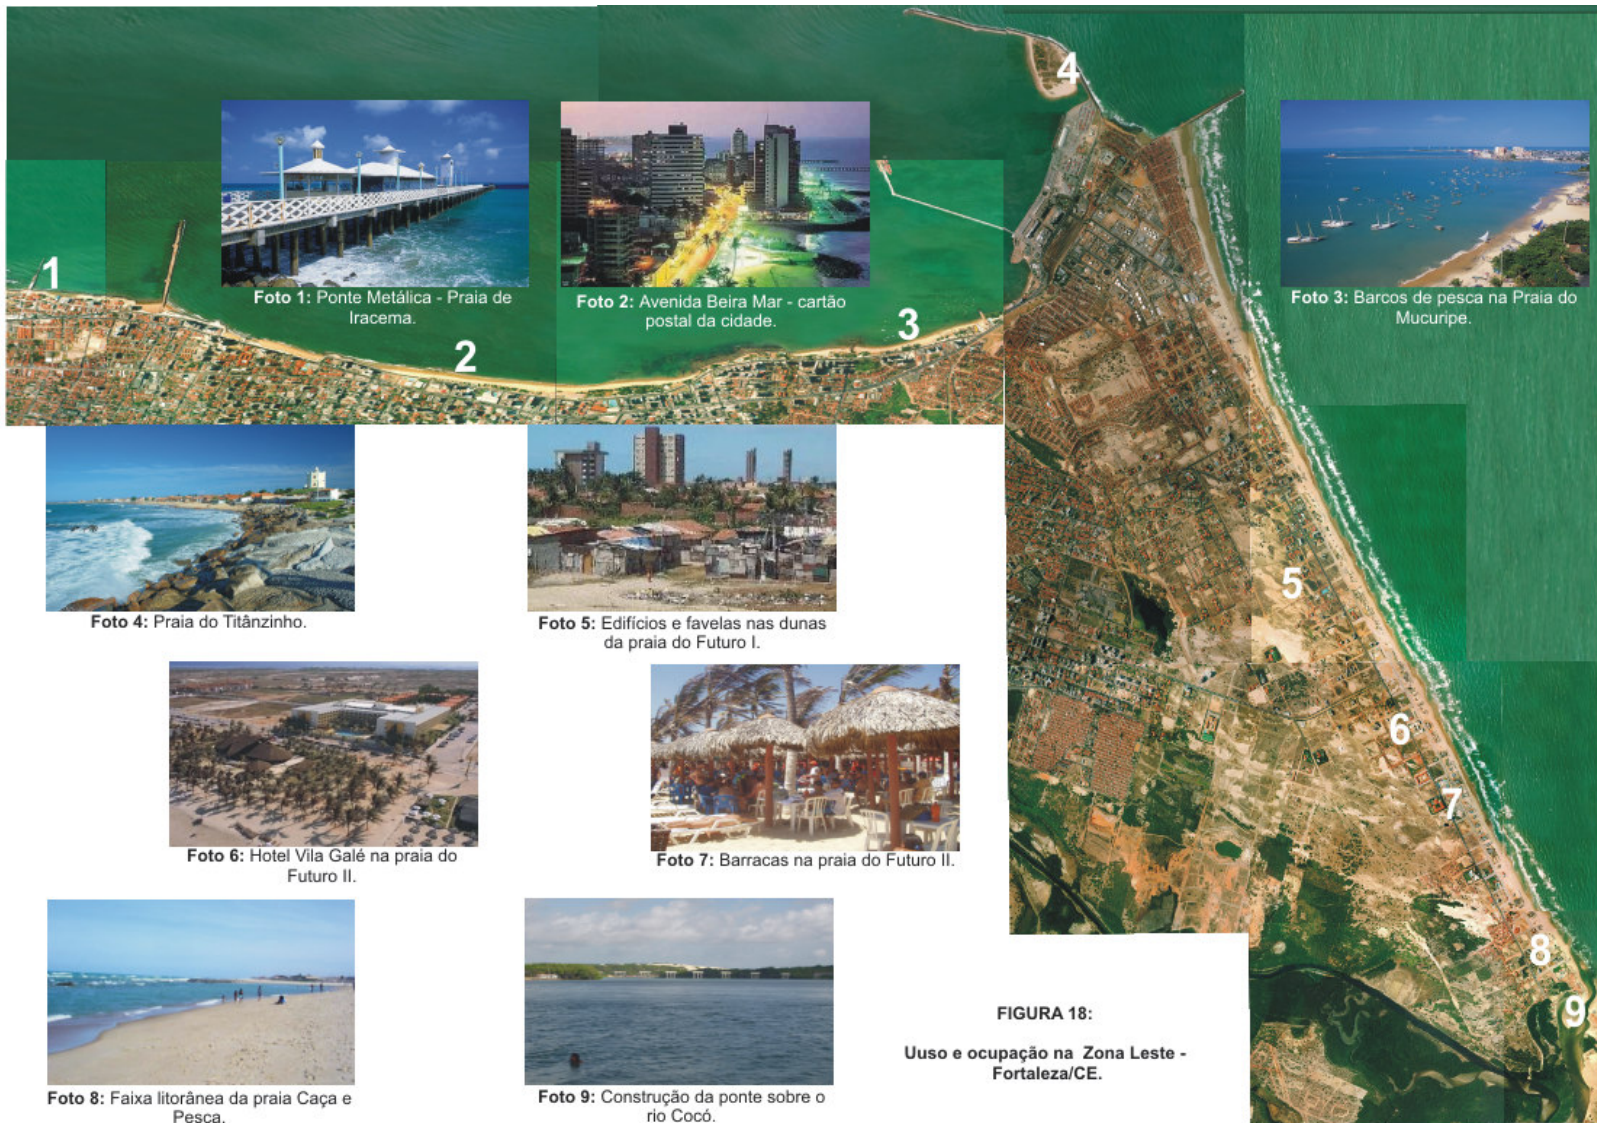 4
1
Foto 1: Ponte Metálica - Praia de
Iracema.
Foto 2: Avenida Beira Mar - cartão
postal da cidade.
3
Foto 3: Barcos de pesca na Praia do
Mucuripe.
2
Foto 4: Praia do Titânzinho.
Foto 5: Edifícios e favelas nas dunas
da praia do Futuro I.
5
Foto 6: Hotel Vila Galé na praia do
Futuro II.
Foto 7: Barracas na praia do Futuro II.
6
7
Foto 8: Faixa litorânea da praia Caça e
Pesca.
Foto 9: Construção da ponte sobre o
rio Cocó.
8
9
FIGURA 18:
Uuso e ocupação na Zona Leste -
Fortaleza/CE.